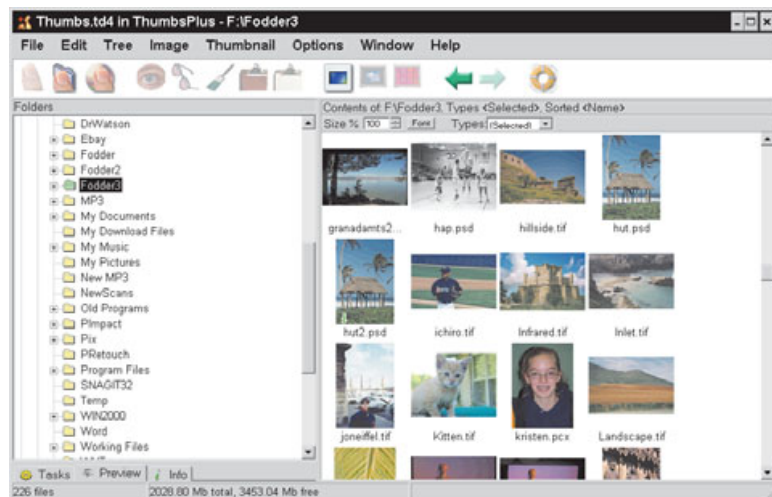 Thumbs.td4 in ThumbsPlus - F:\Fodder3
File Edit Tree Image Thumbnail Options Window Help
Folders
DrWatson
Ebay
Fodder
Fodder2
Fodder3
MP3
My Documents
My Download Files
My Music
My Pictures
New MP3
NewScans
Old Programs
PImpact
Pix
PRetouch
Program Files
SNAGIT32
Temp
WIN2000
Word
Working Files
Tasks Preview Info
Contents of: F:\Fodder3, Types <Selected>, Sorted <Name>
Size % 100 Font Types: (Selected)
granadamts2... hap.psd hillside.tif hut.psd
hut2.psd ichiro.tif Infrared.tif Inlet.tif
joneiffel.tif Kitten.tif kristen.pcx Landscape.tif
226 files 2028.80 Mb total, 3453.04 Mb free